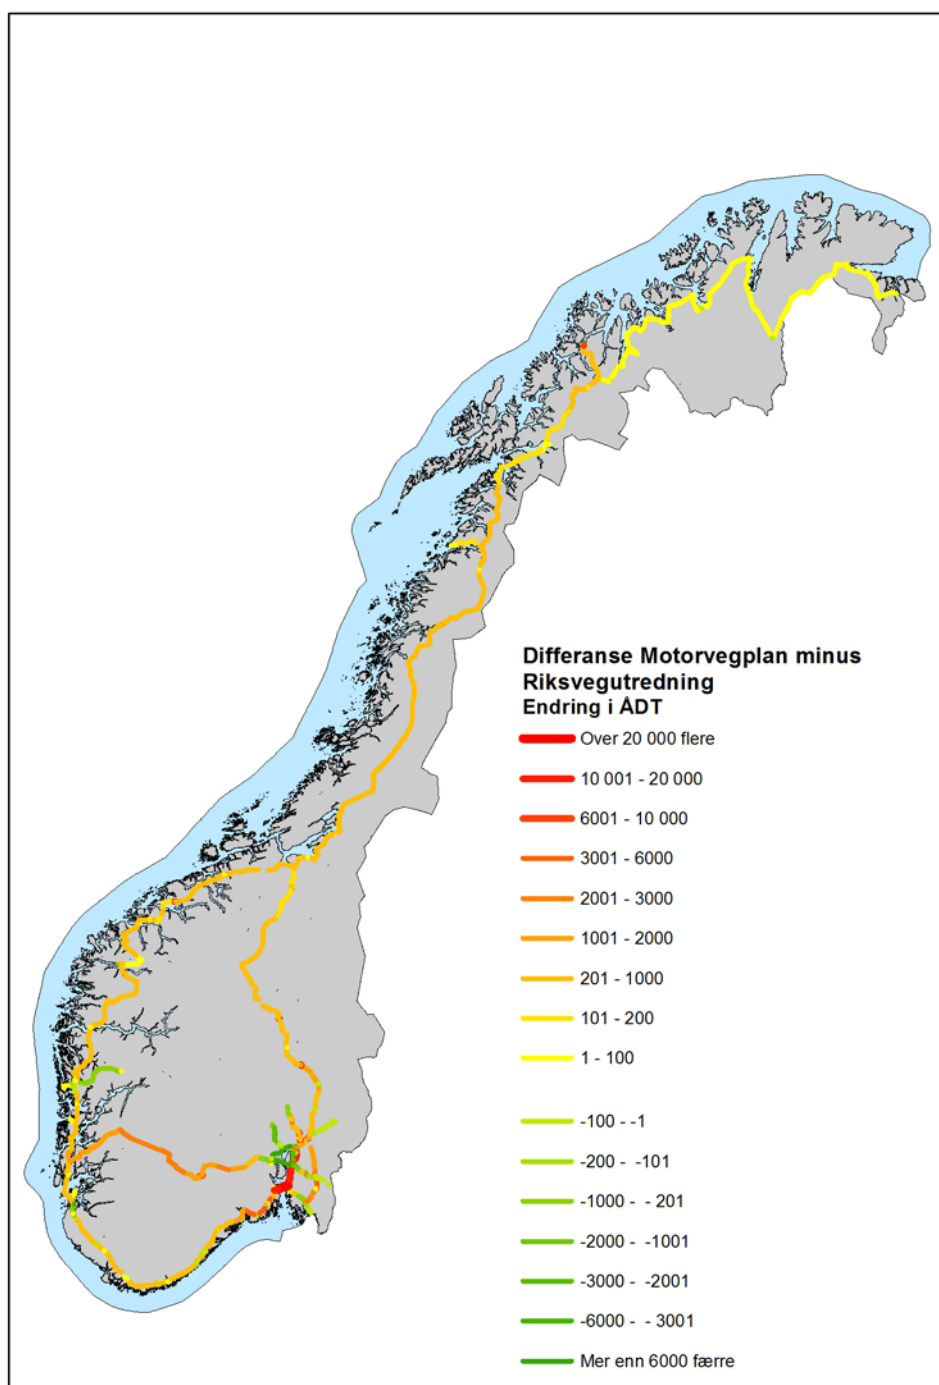 Differanse Motorvegplan minus
Riksvegutredning
Endring i ÅDT
Over 20 000 flere
10 001 - 20 000
6001 - 10 000
3001 - 6000
2001 - 3000
1001 - 2000
201 - 1000
101 - 200
1 - 100
-100 - -1
-200 - -101
-1000 - - 201
-2000 - -1001
-3000 - -2001
-6000 - - 3001
Mer enn 6000 færre